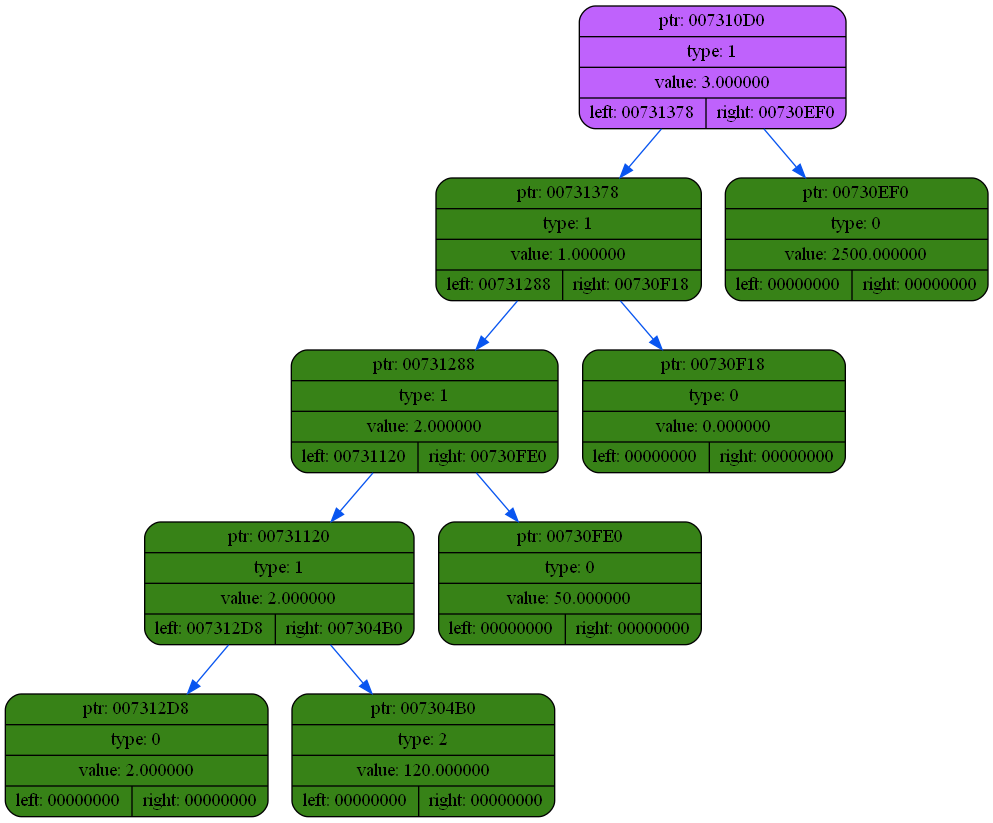 ptr: 007310D0
type: 1
value: 3.000000
left: 00731378 right: 00730EF0
ptr: 00731378
type: 1
value: 1.000000
left: 00731288 right: 00730F18
ptr: 00730EF0
type: 0
value: 2500.000000
left: 00000000 right: 00000000
ptr: 00731288
type: 1
value: 2.000000
left: 00731120 right: 00730FE0
ptr: 00730F18
type: 0
value: 0.000000
left: 00000000 right: 00000000
ptr: 00731120
type: 1
value: 2.000000
left: 007312D8 right: 007304B0
ptr: 00730FE0
type: 0
value: 50.000000
left: 00000000 right: 00000000
ptr: 007312D8
type: 0
value: 2.000000
left: 00000000 right: 00000000
ptr: 007304B0
type: 2
value: 120.000000
left: 00000000 right: 00000000